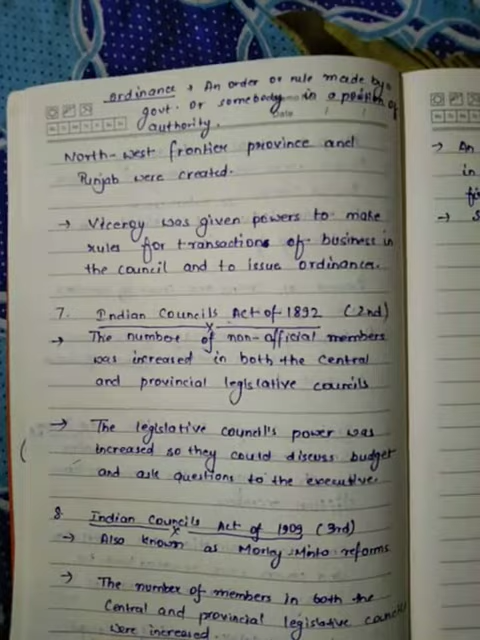 Ordinance → An order or rule made by
govt. or somebody in a position of
authority.
Date
North-west frontier province and
Punjab were created.
→ Viceroy was given powers to make
rules for transactions of business in
the council and to issue ordinances.
7. Indian Councils Act of 1892 (2nd)
→ The number of non-official members
was increased in both the central
and provincial legislative councils
→ The legislative council's power was
increased so they could discuss budget
and ask questions to the executive.
8. Indian Councils Act of 1909 (3rd)
→ Also known as Morley Minto reforms
→ The number of members in both the
Central and provincial legislative council
were increased.
→ An
in
→ S